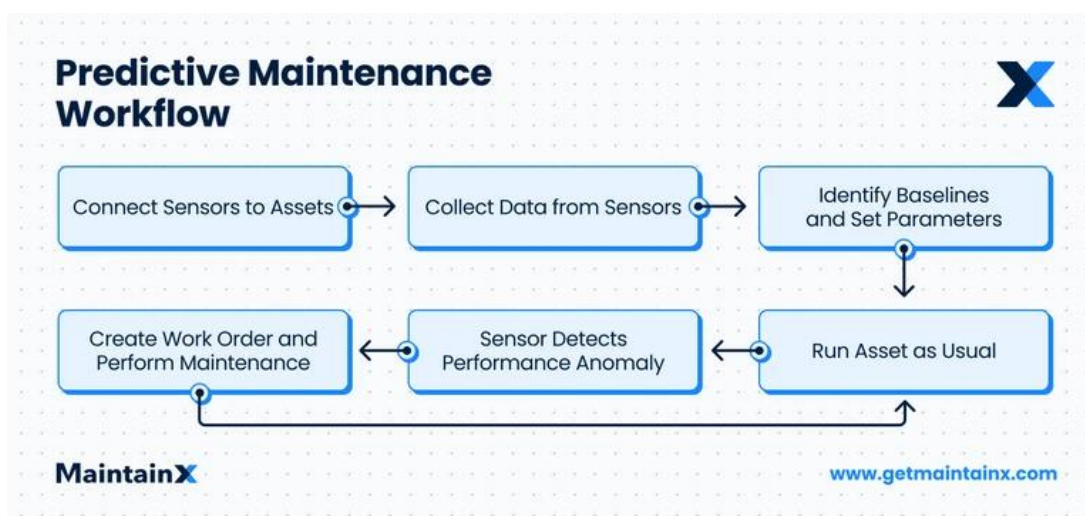 Predictive Maintenance
Workflow
Connect Sensors to Assets
Collect Data from Sensors
Identify Baselines
and Set Parameters
Create Work Order and
Perform Maintenance
Sensor Detects
Performance Anomaly
Run Asset as Usual
MaintainX
www.getmaintainx.com